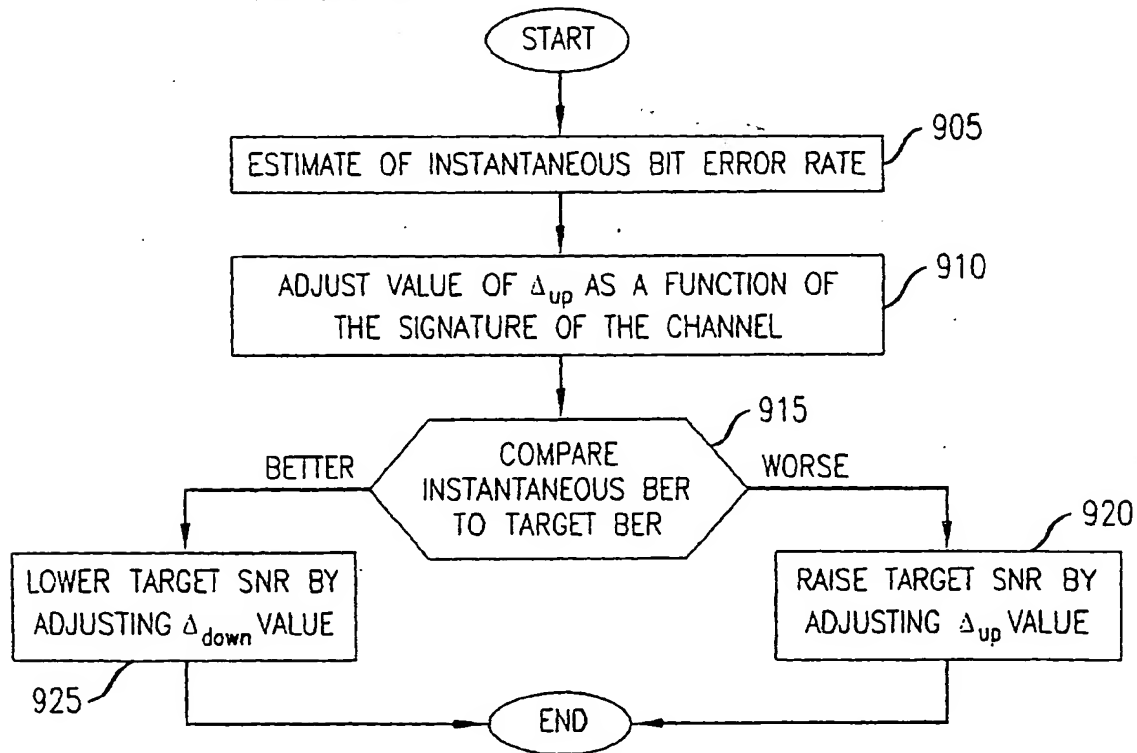 START
905
ESTIMATE OF INSTANTANEOUS BIT ERROR RATE
910
ADJUST VALUE OF Δup AS A FUNCTION OF
THE SIGNATURE OF THE CHANNEL
915
COMPARE
INSTANTANEOUS BER
TO TARGET BER
BETTER
WORSE
920
LOWER TARGET SNR BY
ADJUSTING Δdown VALUE
RAISE TARGET SNR BY
ADJUSTING Δup VALUE
925
END